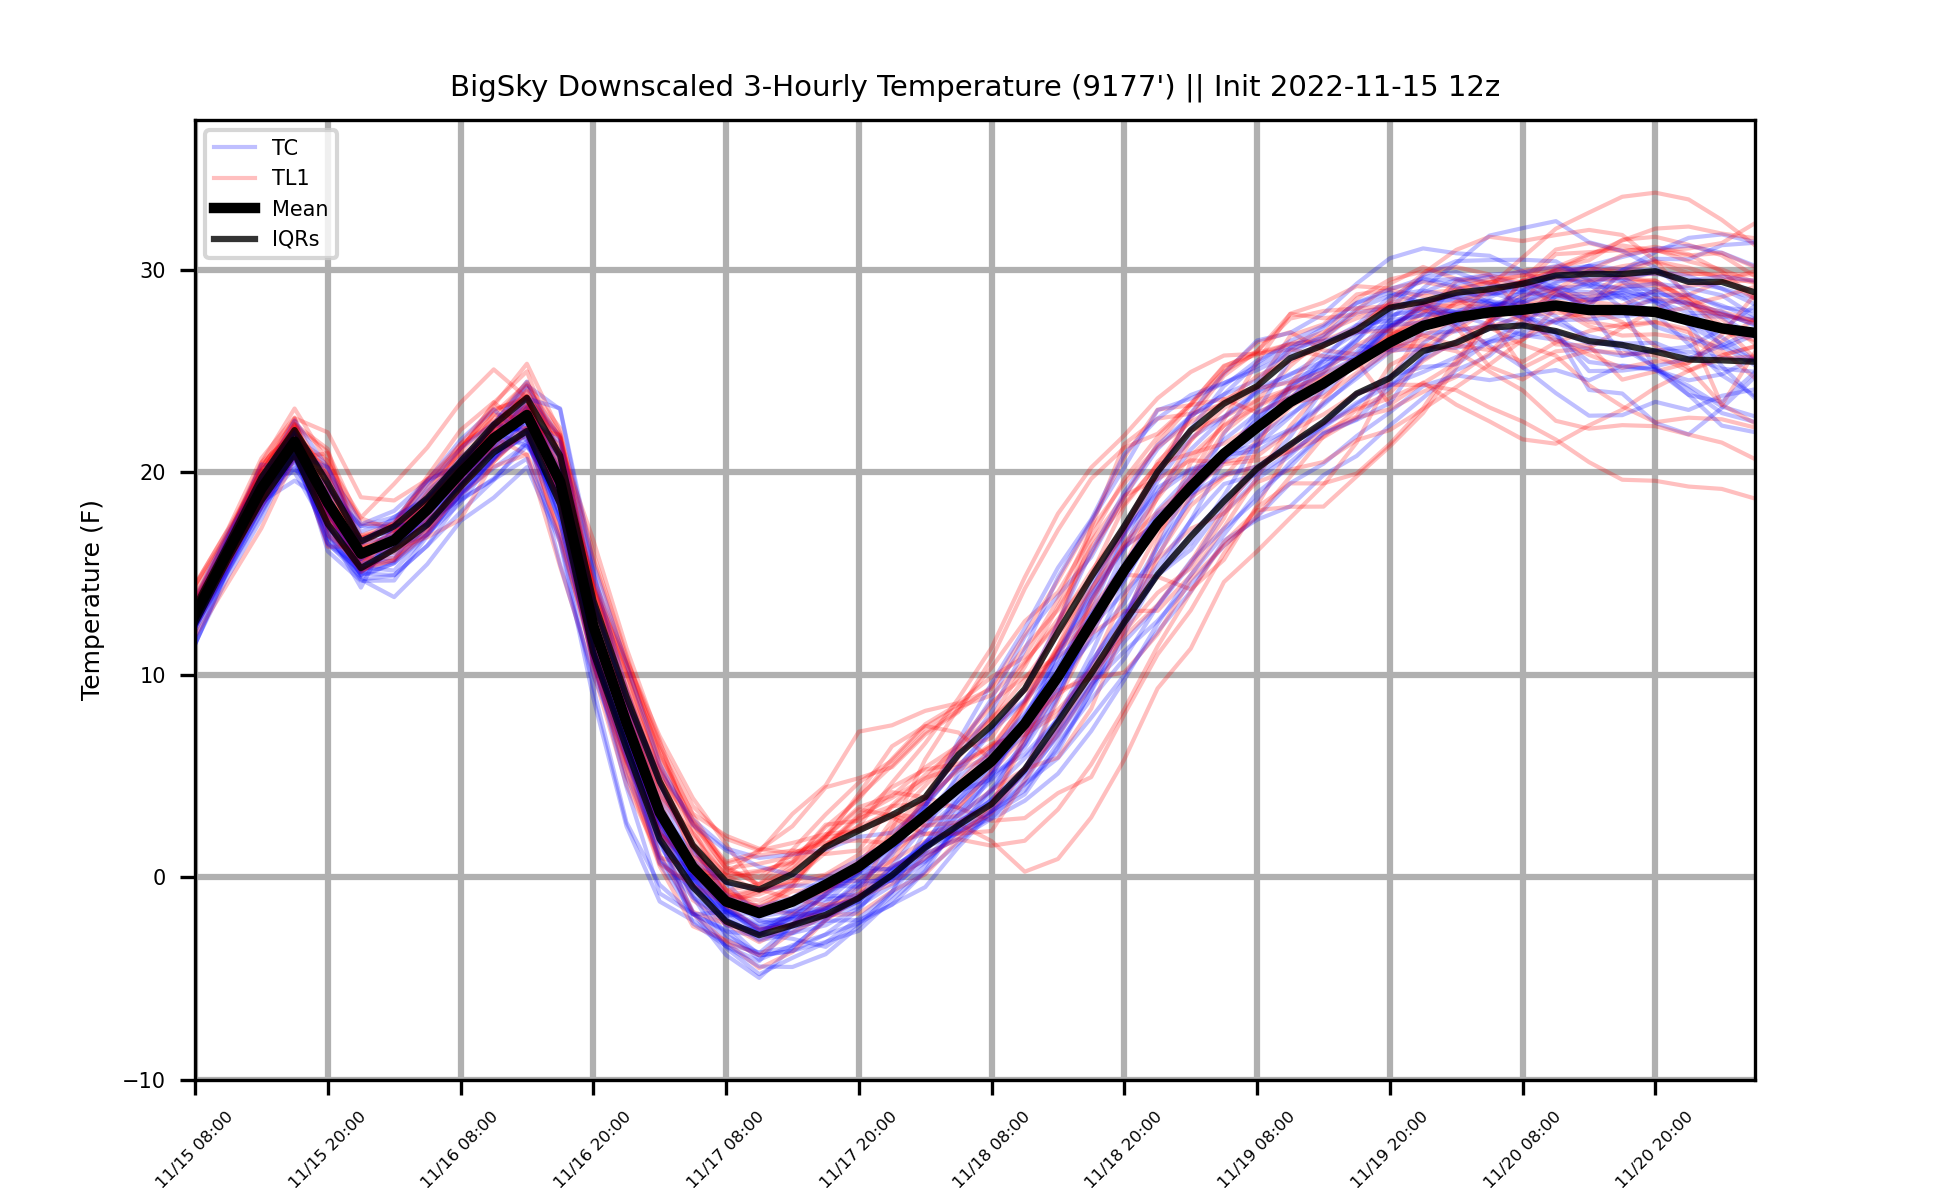 BigSky Downscaled 3-Hourly Temperature (9177') || Init 2022-11-15 12z
TC
TL1
Mean
IQRs
Temperature (F)
30
20
10
0
−10
11/15 08:00
11/15 20:00
11/16 08:00
11/16 20:00
11/17 08:00
11/17 20:00
11/18 08:00
11/18 20:00
11/19 08:00
11/19 20:00
11/20 08:00
11/20 20:00